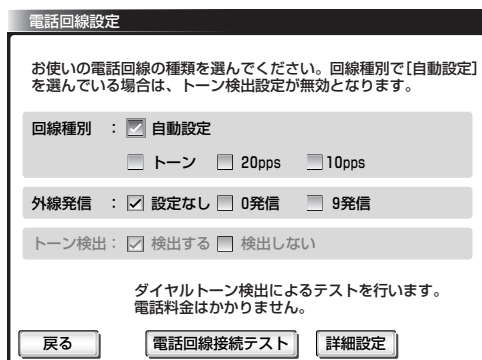 電話回線設定
お使いの電話回線の種類を選んでください。回線種別で[自動設定]
を選んでいる場合は、トーン検出設定が無効となります。
回線種別 : 自動設定
トーン 20pps 10pps
外線発信 : 設定なし 0発信 9発信
トーン検出 : 検出する 検出しない
ダイヤルトーン検出によるテストを行います。
電話料金はかかりません。
戻る 電話回線接続テスト 詳細設定